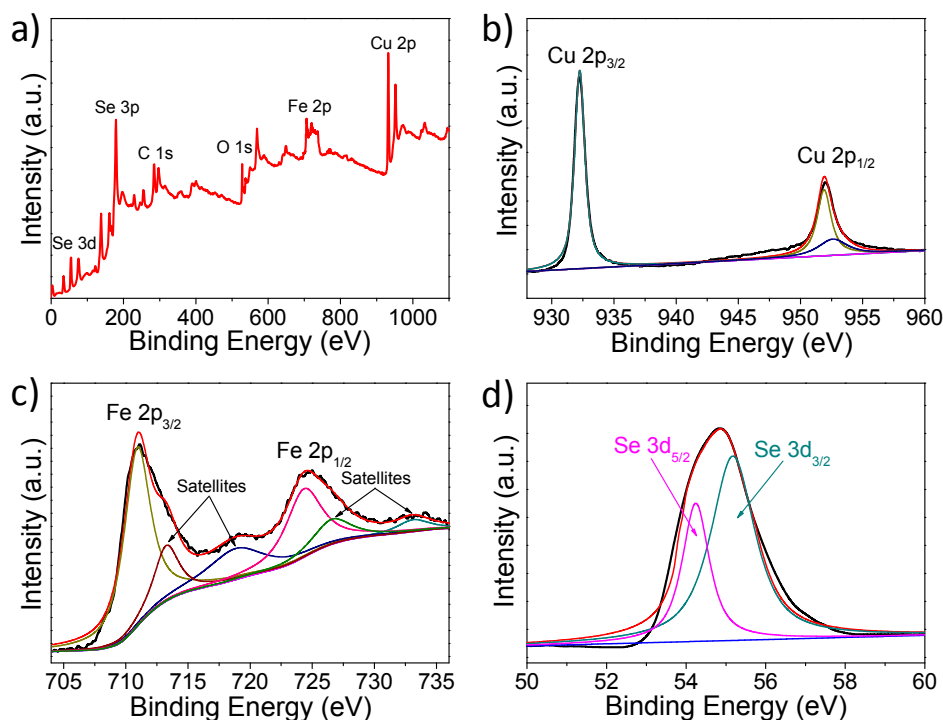 a)
Intensity (a.u.)
Se 3d
Se 3p
C 1s
O 1s
Fe 2p
Cu 2p
0 200 400 600 800 1000
Binding Energy (eV)
b)
Intensity (a.u.)
Cu 2p3/2
Cu 2p1/2
930 935 940 945 950 955 960
Binding Energy (eV)
c)
Intensity (a.u.)
Fe 2p3/2
Satellites
Fe 2p1/2
Satellites
705 710 715 720 725 730 735
Binding Energy (eV)
d)
Intensity (a.u.)
Se 3d5/2
Se 3d3/2
50 52 54 56 58 60
Binding Energy (eV)